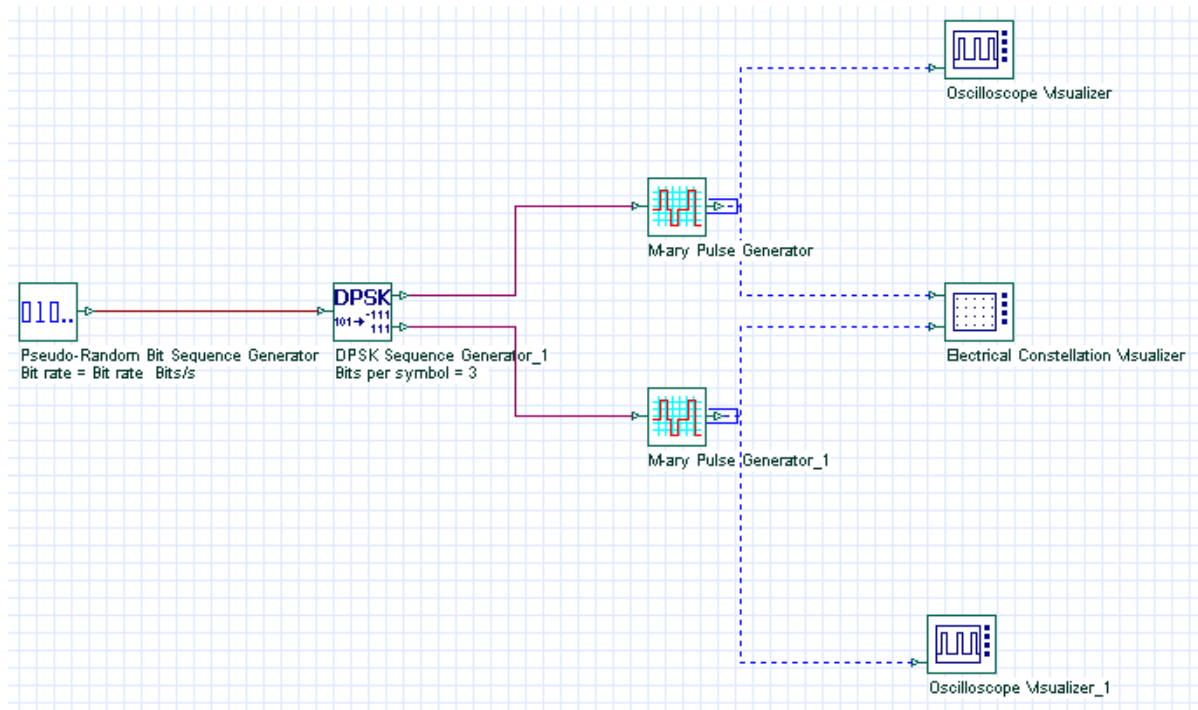 Oscilloscope Visualizer
M-ary Pulse Generator
010..
Pseudo-Random Bit Sequence Generator
Bit rate = Bit rate Bits/s
DPSK
-111
101→ 111
DPSK Sequence Generator_1
Bits per symbol = 3
Electrical Constellation Visualizer
M-ary Pulse Generator_1
Oscilloscope Visualizer_1